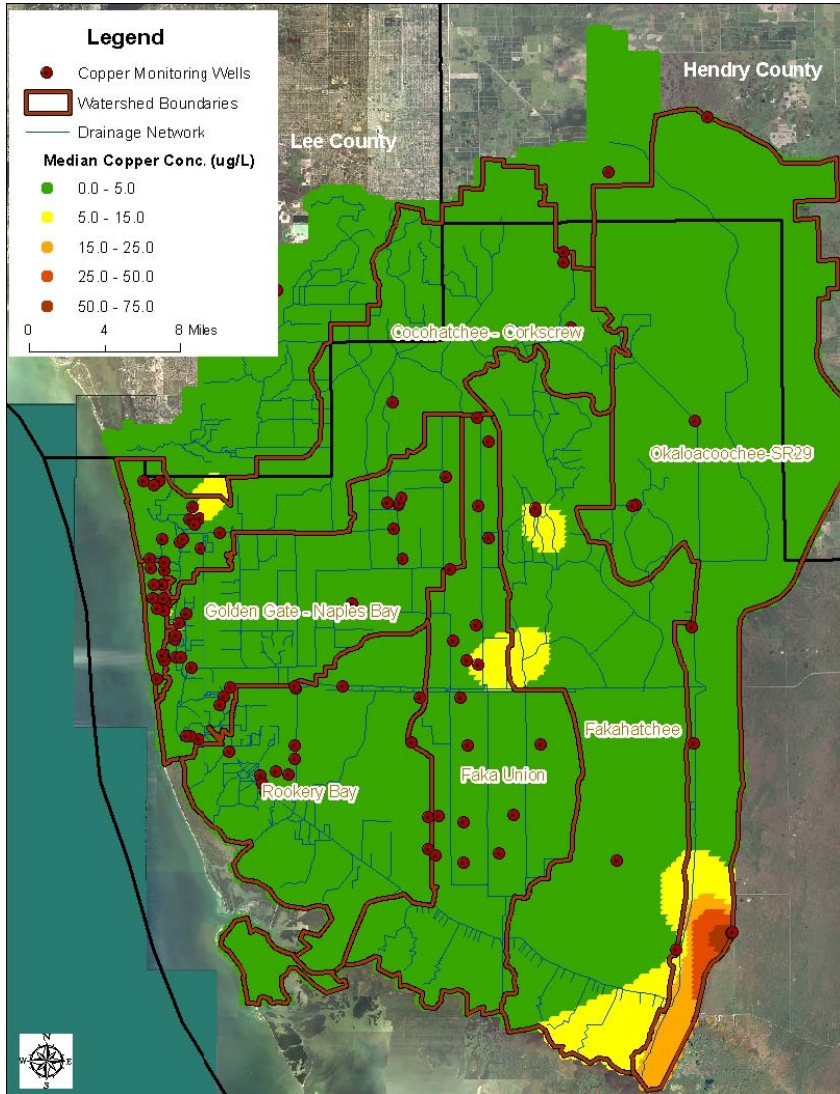 Legend
Copper Monitoring Wells
Watershed Boundaries
Drainage Network
Median Copper Conc. (ug/L)
0.0 - 5.0
5.0 - 15.0
15.0 - 25.0
25.0 - 50.0
50.0 - 75.0
0 4 8 Miles
Hendry County
Lee County
Cocohatchee - Corkscrew
Okaloacoochee-SR29
Golden Gate - Naples Bay
Fakahatchee
Faka Union
Rookery Bay
N
W E
S